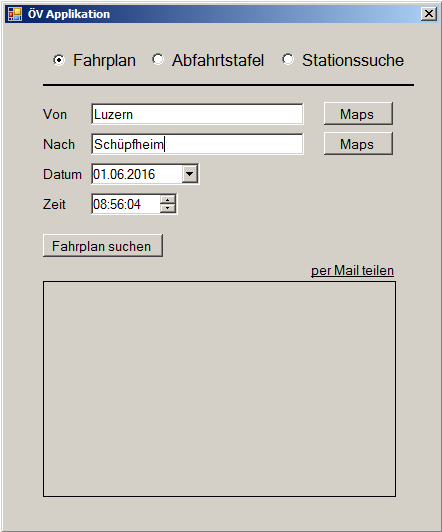 ÖV Applikation
Fahrplan Abfahrtstafel Stationssuche
Von Luzern Maps
Nach Schüpfheim Maps
Datum 01.06.2016
Zeit 08:56:04
Fahrplan suchen
per Mail teilen